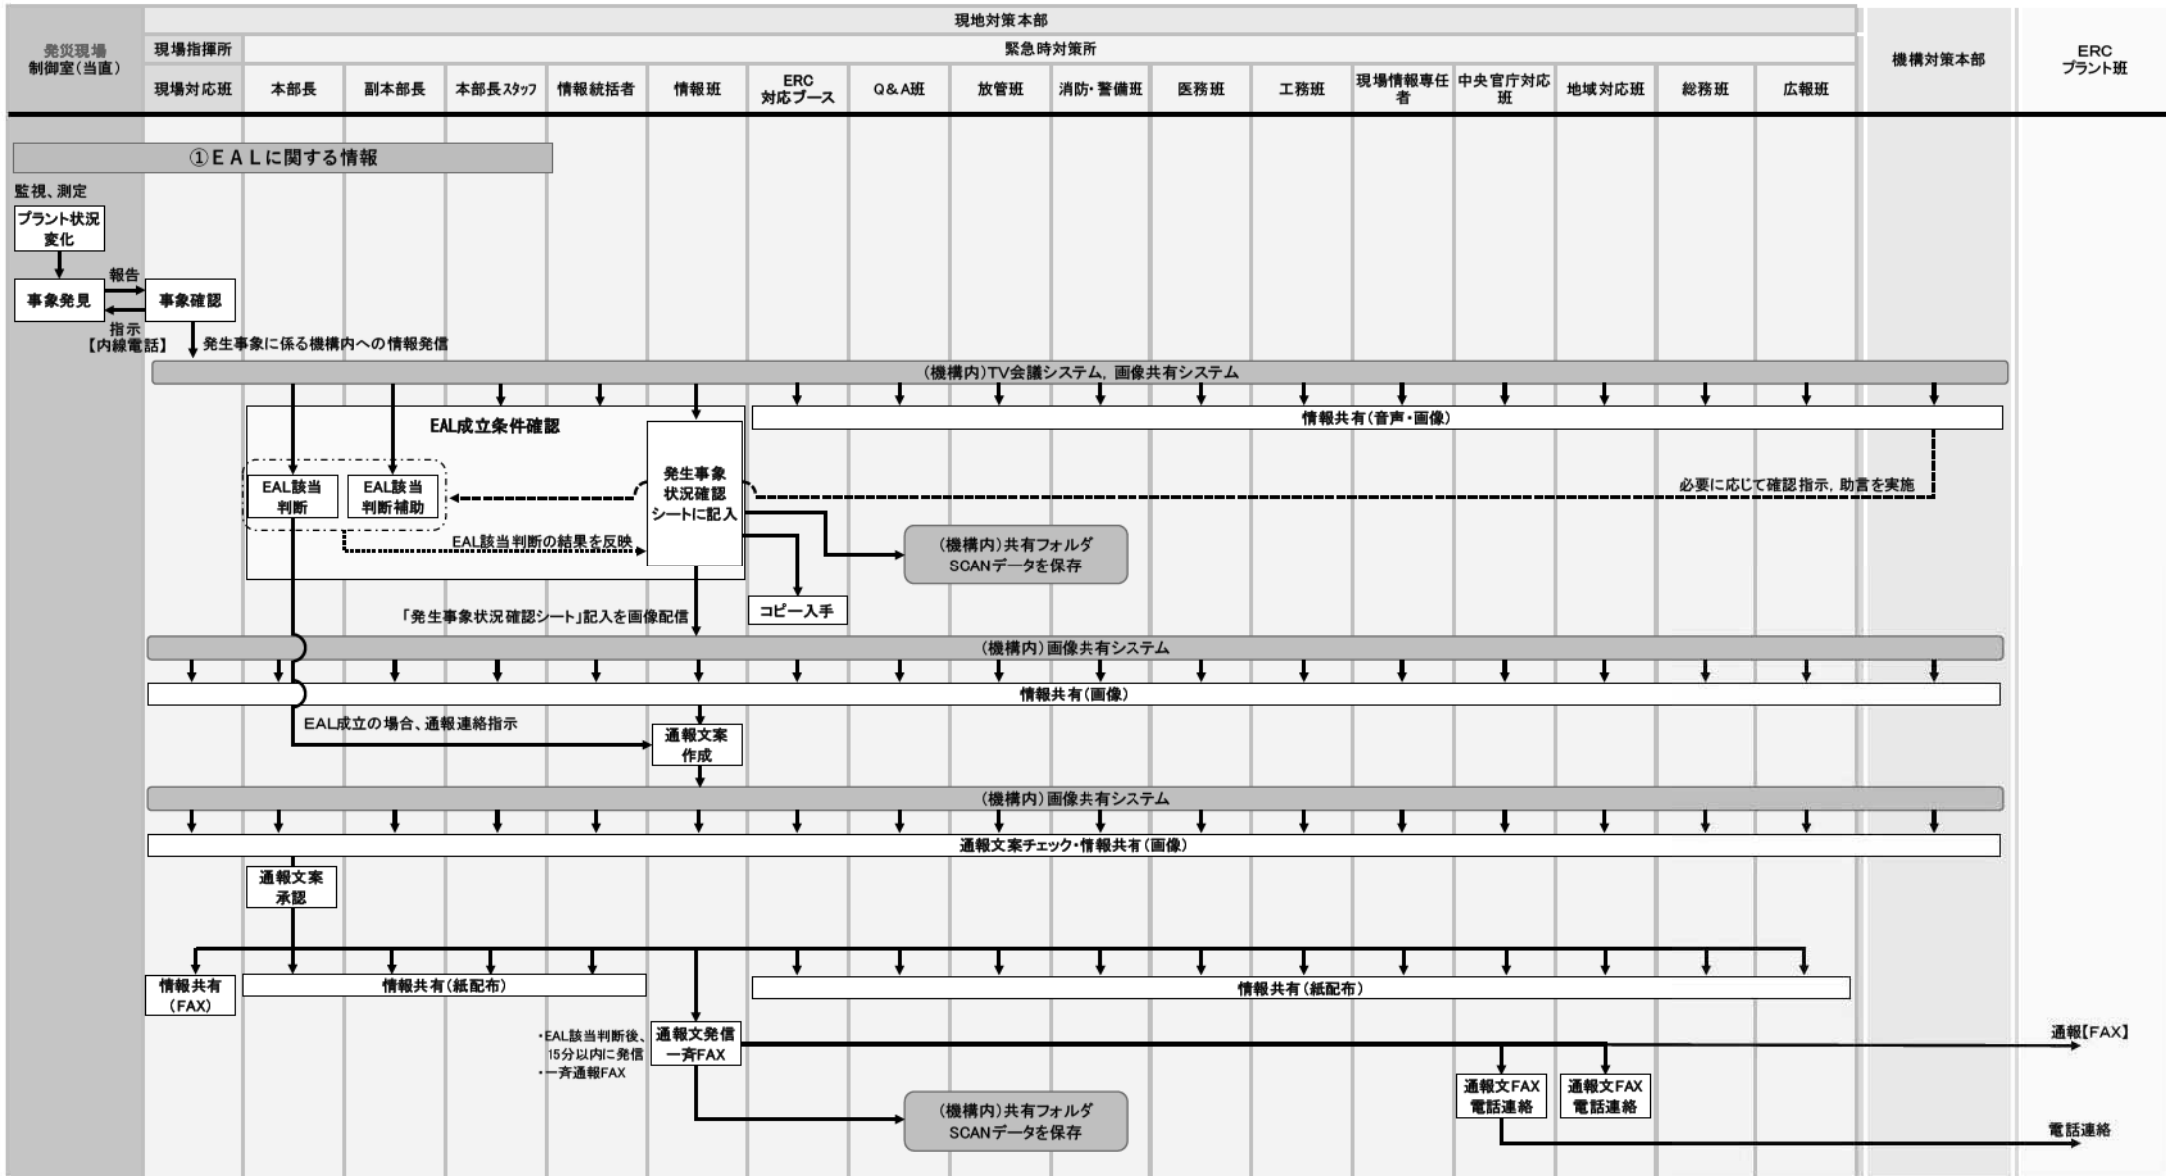 発災現場
制御室(当直)
現地対策本部
現場指揮所
緊急時対策所
機構対策本部
ERC
プラント班
現場対応班
本部長
副本部長
本部長スタッフ
情報統括者
情報班
ERC
対応ブース
Q&A班
放管班
消防・警備班
医務班
工務班
現場情報専任
者
中央官庁対応
班
地域対応班
総務班
広報班
①EALに関する情報
監視、測定
プラント状況
変化
事象発見
報告
指示
【内線電話】
事象確認
発生事象に係る機構内への情報発信
(機構内)TV会議システム, 画像共有システム
EAL成立条件確認
情報共有(音声・画像)
EAL該当
判断
EAL該当
判断補助
発生事象
状況確認
シートに記入
必要に応じて確認指示, 助言を実施
EAL該当判断の結果を反映
(機構内)共有フォルダ
SCANデータを保存
コピー入手
「発生事象状況確認シート」記入を画像配信
(機構内)画像共有システム
情報共有(画像)
EAL成立の場合、通報連絡指示
通報文案
作成
(機構内)画像共有システム
通報文案チェック・情報共有(画像)
通報文案
承認
情報共有
(FAX)
情報共有(紙配布)
情報共有(紙配布)
・EAL該当判断後、
15分以内に発信
・一斉通報FAX
通報文発信
一斉FAX
通報【FAX】
通報文FAX
電話連絡
通報文FAX
電話連絡
(機構内)共有フォルダ
SCANデータを保存
電話連絡